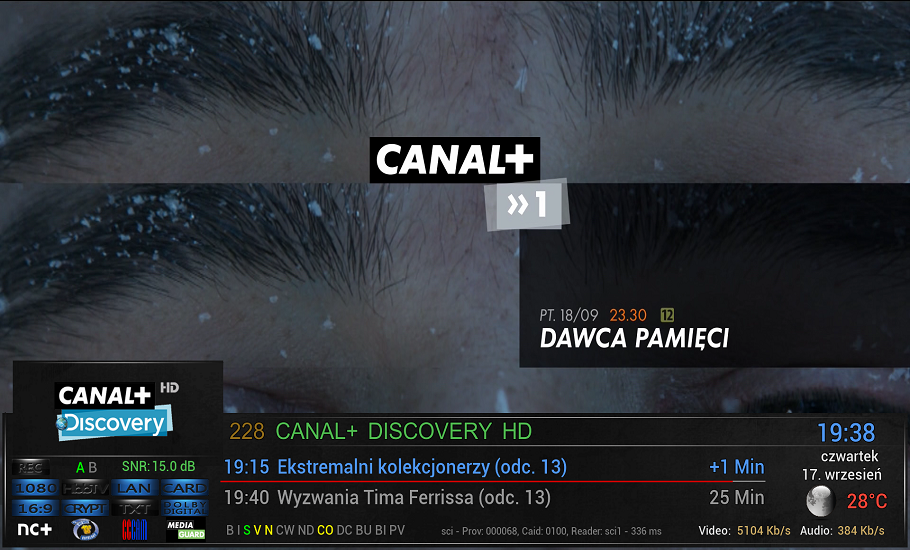 CANAL+
» 1
PT. 18/09 23.30 12
DAWCA PAMIĘCI
CANAL+ HD
Discovery
228 CANAL+ DISCOVERY HD
19:38
19:15 Ekstremalni kolekcjonerzy (odc. 13) +1 Min
czwartek
17. wrzesień
19:40 Wyzwania Tima Ferrissa (odc. 13) 25 Min
28°C
REC A B SNR: 15.0 dB
1080 HbbTV LAN CARD
16:9 CRYPT TXT DOLBY DIGITAL
nc+ MEDIA GUARD
B I S V N CW ND CO DC BU BI PV
sci - Prov: 000068, Caid: 0100, Reader: sci1 - 336 ms
Video: 5104 Kb/s Audio: 384 Kb/s